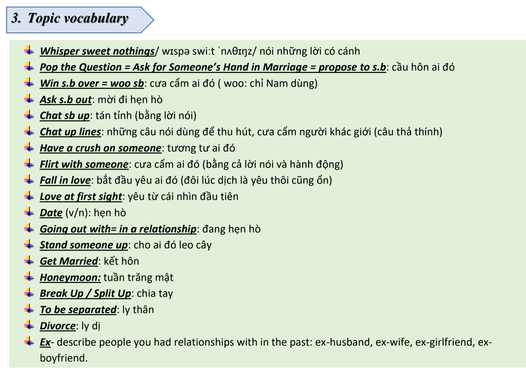 3. Topic vocabulary
Whisper sweet nothings/ wɪspə swiːt ˈnʌθɪŋz/ nói những lời có cánh
Pop the Question = Ask for Someone's Hand in Marriage = propose to s.b: cầu hôn ai đó
Win s.b over = woo sb: cưa cẩm ai đó ( woo: chỉ Nam dùng)
Ask s.b out: mời đi hẹn hò
Chat sb up: tán tỉnh (bằng lời nói)
Chat up lines: những câu nói dùng để thu hút, cưa cẩm người khác giới (câu thả thính)
Have a crush on someone: tương tư ai đó
Flirt with someone: cưa cẩm ai đó (bằng cả lời nói và hành động)
Fall in love: bắt đầu yêu ai đó (đôi lúc dịch là yêu thôi cũng ổn)
Love at first sight: yêu từ cái nhìn đầu tiên
Date (v/n): hẹn hò
Going out with= in a relationship: đang hẹn hò
Stand someone up: cho ai đó leo cây
Get Married: kết hôn
Honeymoon: tuần trăng mật
Break Up / Split Up: chia tay
To be separated: ly thân
Divorce: ly dị
Ex- describe people you had relationships with in the past: ex-husband, ex-wife, ex-girlfriend, ex-
boyfriend.